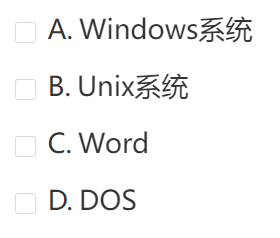 A. Windows系统
B. Unix系统
C. Word
D. DOS